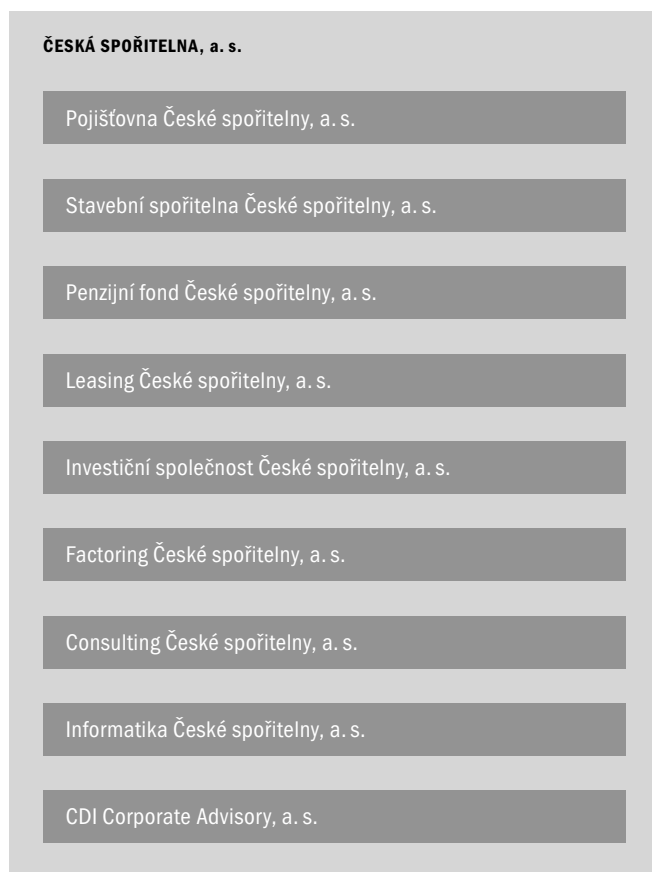 ČESKÁ SPOŘITELNA, a. s.
Pojišťovna České spořitelny, a. s.
Stavební spořitelna České spořitelny, a. s.
Penzijní fond České spořitelny, a. s.
Leasing České spořitelny, a. s.
Investiční společnost České spořitelny, a. s.
Factoring České spořitelny, a. s.
Consulting České spořitelny, a. s.
Informatika České spořitelny, a. s.
CDI Corporate Advisory, a. s.